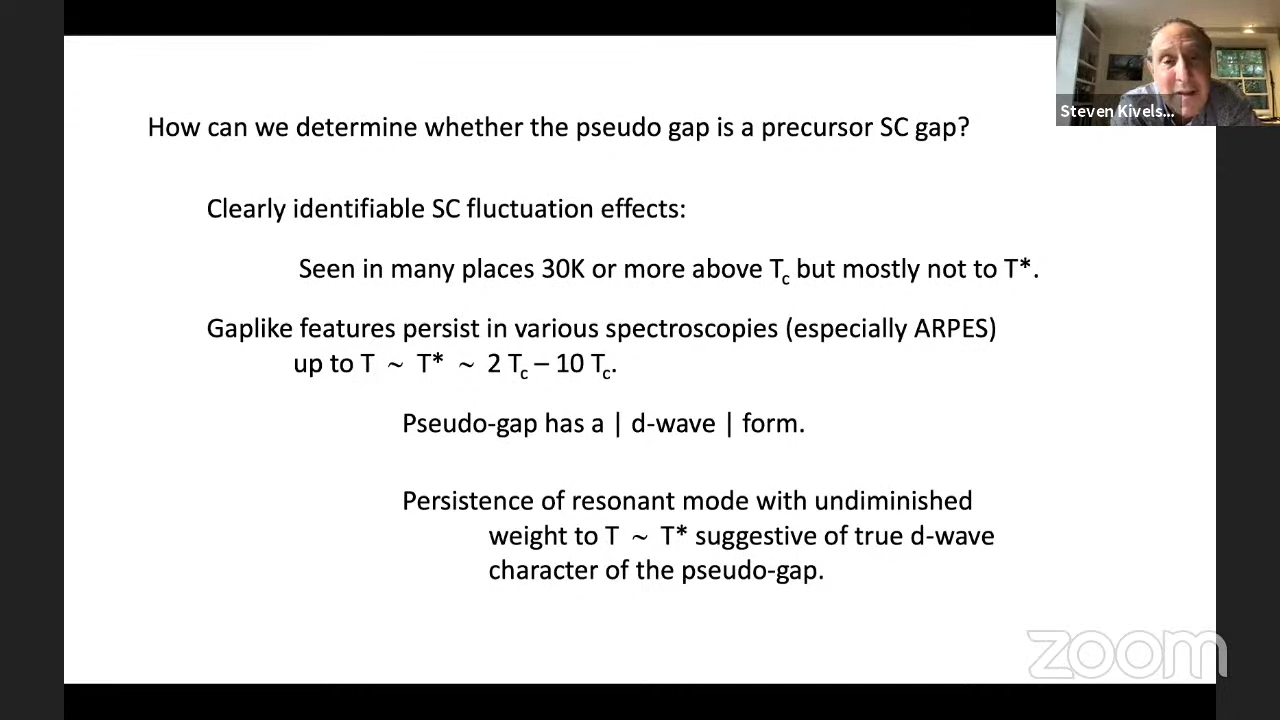 Steven Kivels...
How can we determine whether the pseudo gap is a precursor SC gap?
Clearly identifiable SC fluctuation effects:
Seen in many places 30K or more above Tc but mostly not to T*.
Gaplike features persist in various spectroscopies (especially ARPES)
up to T ~ T* ~ 2 Tc – 10 Tc.
Pseudo-gap has a | d-wave | form.
Persistence of resonant mode with undiminished
weight to T ~ T* suggestive of true d-wave
character of the pseudo-gap.
zoom